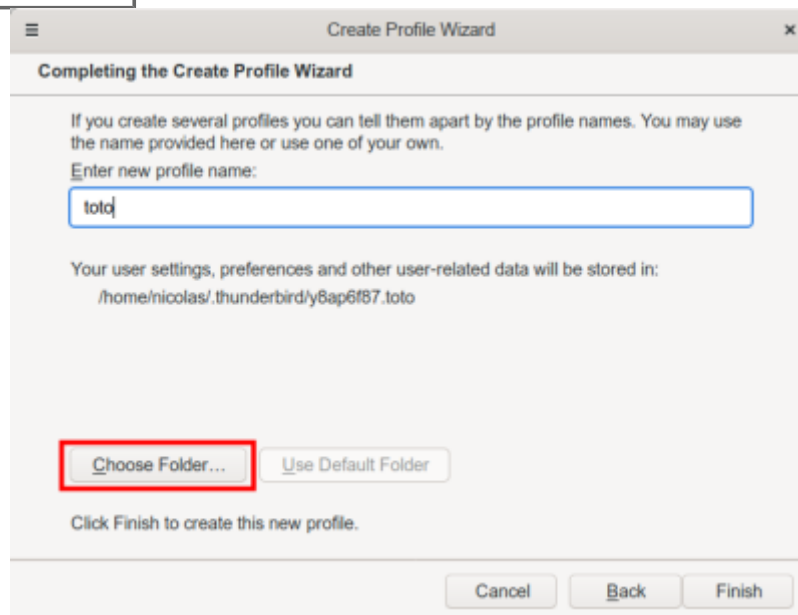 Create Profile Wizard
Completing the Create Profile Wizard
If you create several profiles you can tell them apart by the profile names. You may use
the name provided here or use one of your own.
Enter new profile name:
toto
Your user settings, preferences and other user-related data will be stored in:
/home/nicolas/.thunderbird/y8ap6f87.toto
Choose Folder...
Use Default Folder
Click Finish to create this new profile.
Cancel
Back
Finish